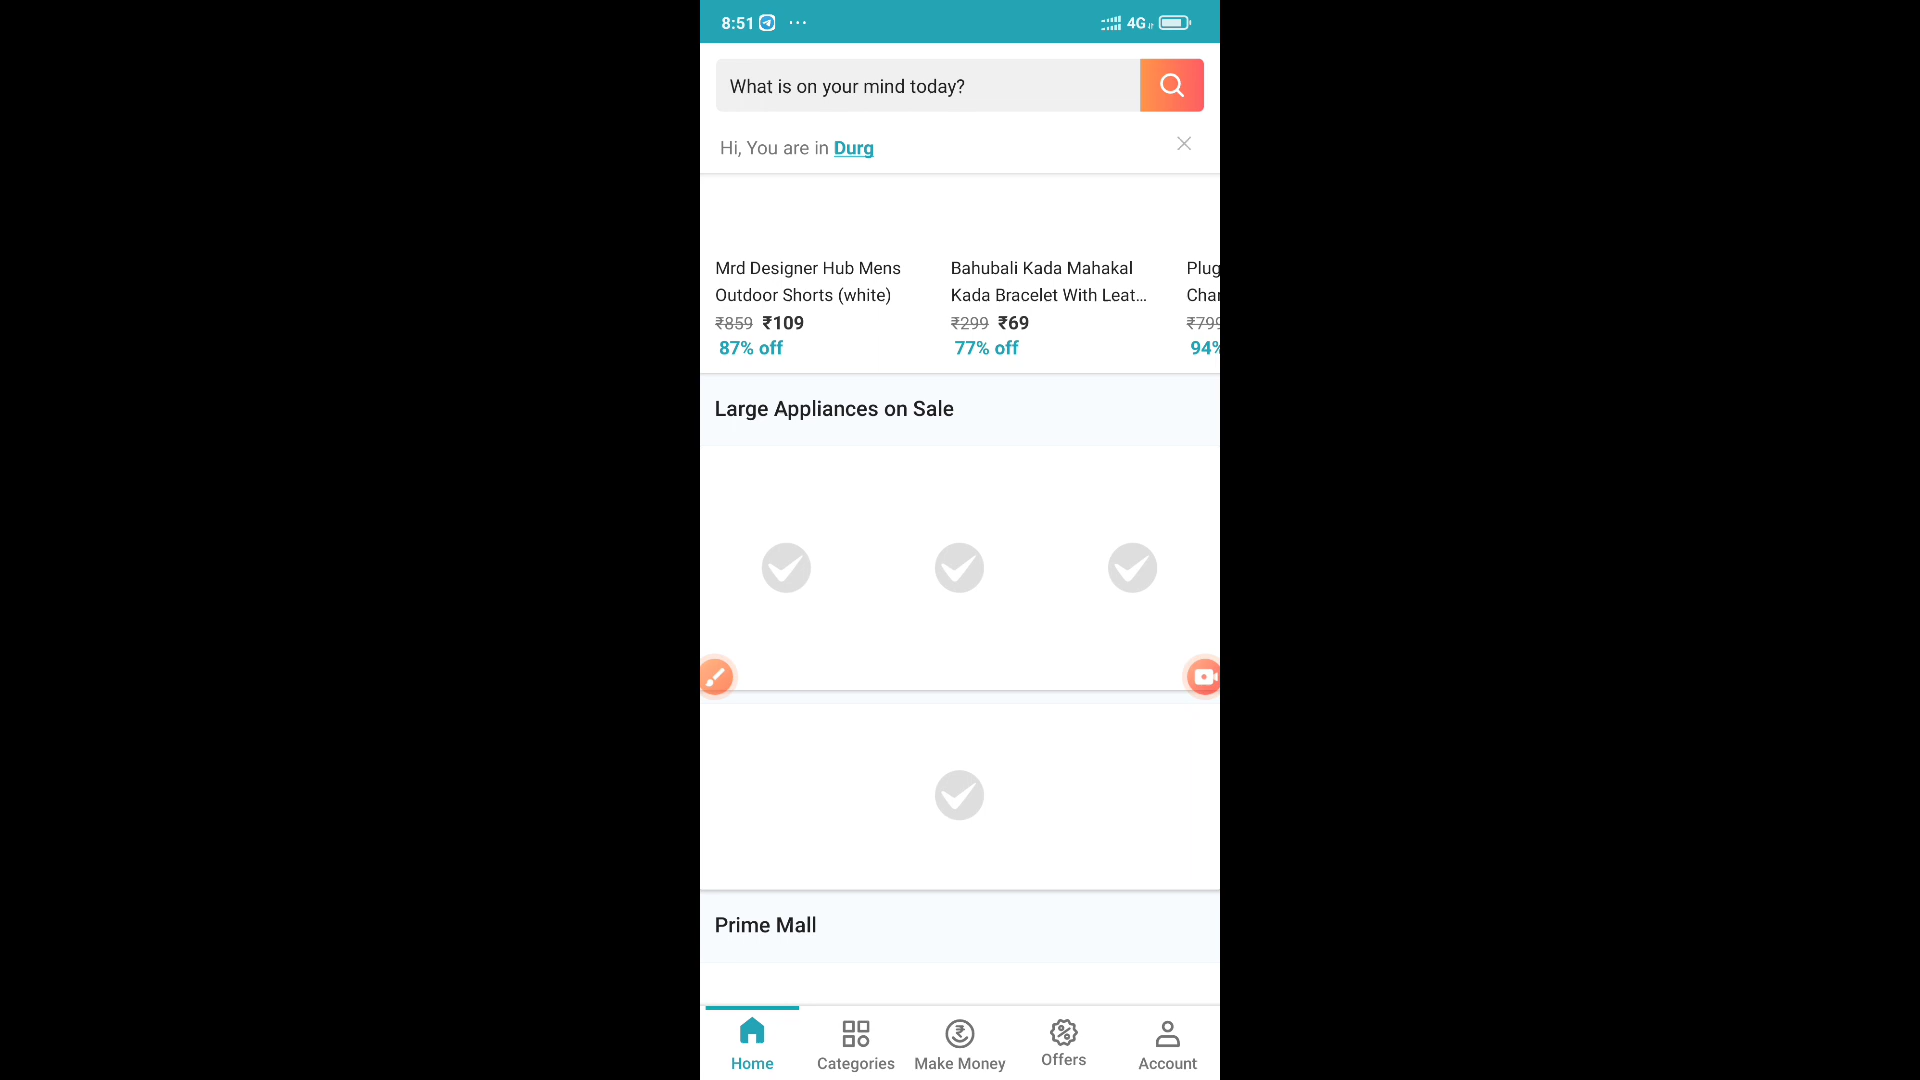 8:51
4G
What is on your mind today?
Hi, You are in Durg
Mrd Designer Hub Mens
Outdoor Shorts (white)
₹859 ₹109
87% off
Bahubali Kada Mahakal
Kada Bracelet With Leat...
₹299 ₹69
77% off
Plug
Char
₹799
94%
Large Appliances on Sale
Prime Mall
Home
Categories
Make Money
Offers
Account